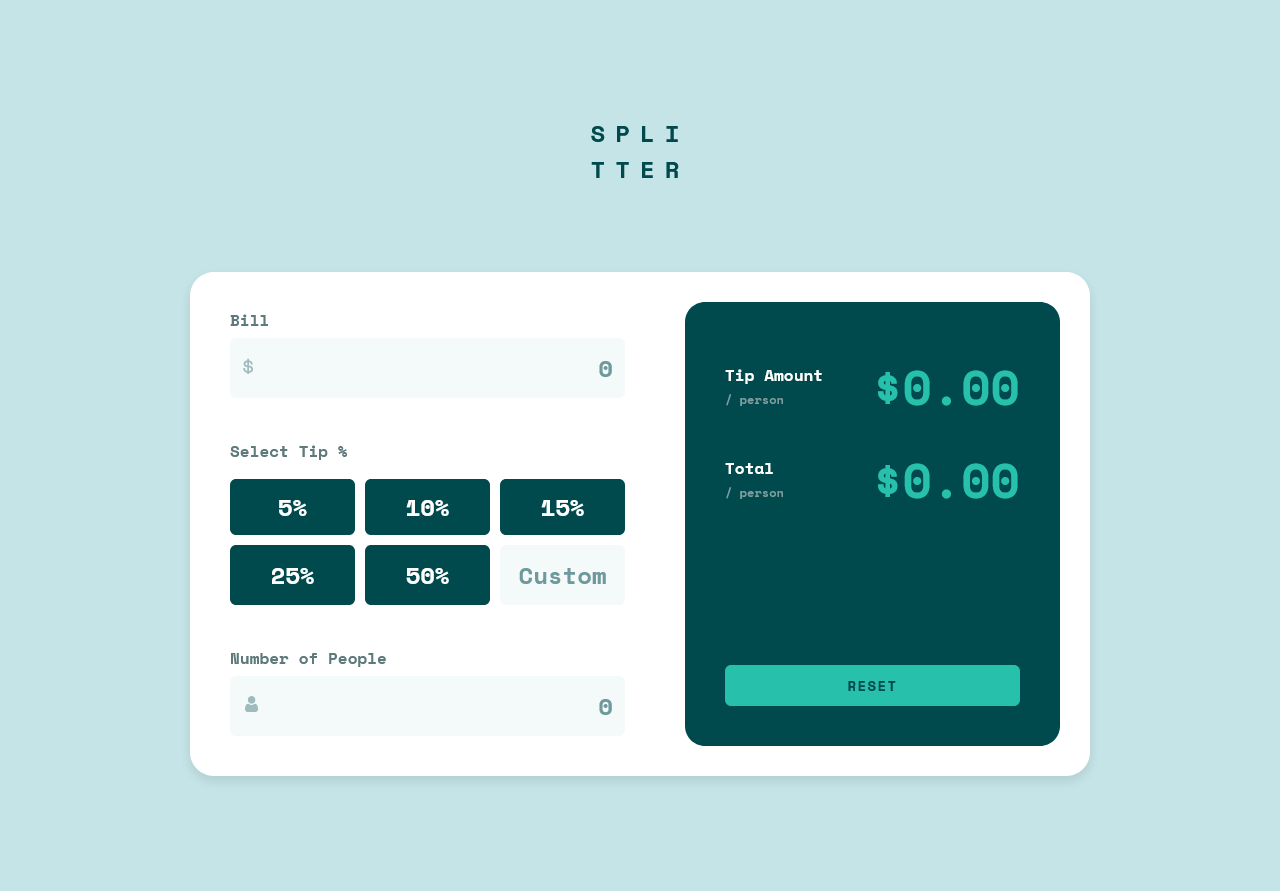 SPLI
TTER
Bill
$ 0
Select Tip %
5% 10% 15%
25% 50% Custom
Number of People
0
Tip Amount
/ person
$0.00
Total
/ person
$0.00
RESET